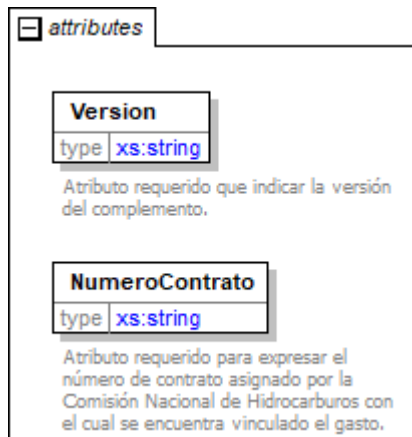 attributes
Version
type xs:string
Atributo requerido que indicar la versión
del complemento.
NumeroContrato
type xs:string
Atributo requerido para expresar el
número de contrato asignado por la
Comisión Nacional de Hidrocarburos con
el cual se encuentra vinculado el gasto.